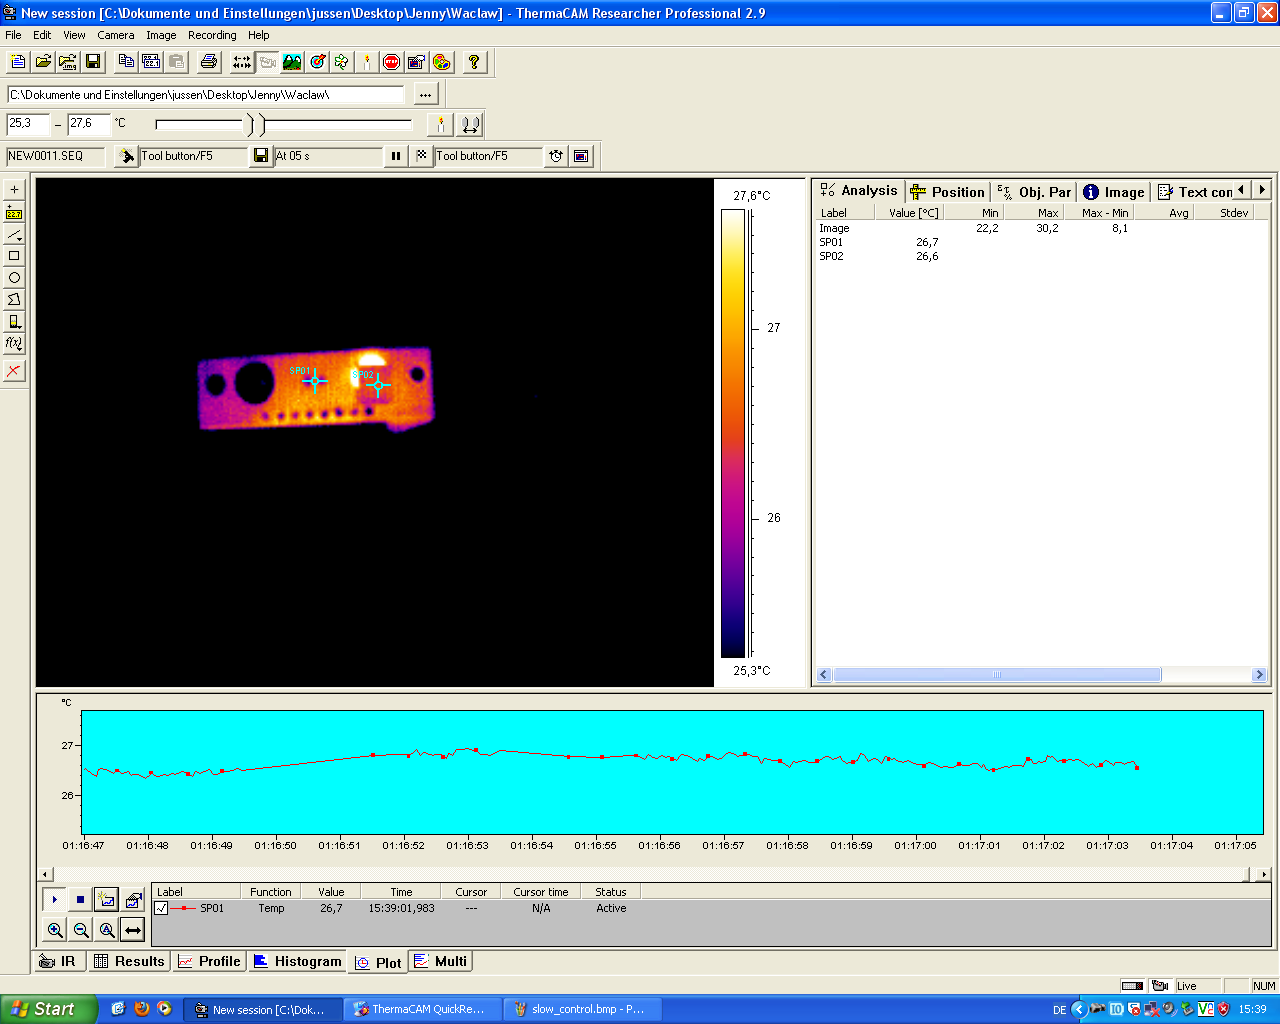 New session [C:\Dokumente und Einstellungen\jussen\Desktop\Jenny\Waclaw] - ThermaCAM Researcher Professional 2.9
File Edit View Camera Image Recording Help
C:\Dokumente und Einstellungen\jussen\Desktop\Jenny\Waclaw\
...
25,3 – 27,6 °C
NEW0011.SEQ Tool button/F5 At 05 s Tool button/F5
27,6°C
27
26
25,3°C
SP01
SP02
Analysis Position Obj. Par Image Text con
Label Value [°C] Min Max Max - Min Avg Stdev
Image 22,2 30,2 8,1
SP01 26,7
SP02 26,6
22.7
f(x)
°C
27
26
01:16:47 01:16:48 01:16:49 01:16:50 01:16:51 01:16:52 01:16:53 01:16:54 01:16:55 01:16:56 01:16:57 01:16:58 01:16:59 01:17:00 01:17:01 01:17:02 01:17:03 01:17:04 01:17:05
Label Function Value Time Cursor Cursor time Status
SP01 Temp 26,7 15:39:01,983 --- N/A Active
IR Results Profile Histogram Plot Multi
Live NUM
Start New session [C:\Dok... ThermaCAM QuickRe... slow_control.bmp - P... DE 15:39